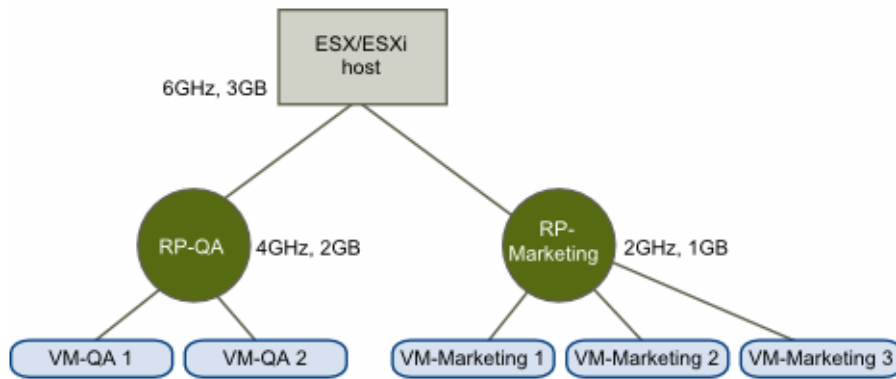 ESX/ESXi
host
6GHz, 3GB
RP-QA
4GHz, 2GB
RP-
Marketing
2GHz, 1GB
VM-QA 1
VM-QA 2
VM-Marketing 1
VM-Marketing 2
VM-Marketing 3